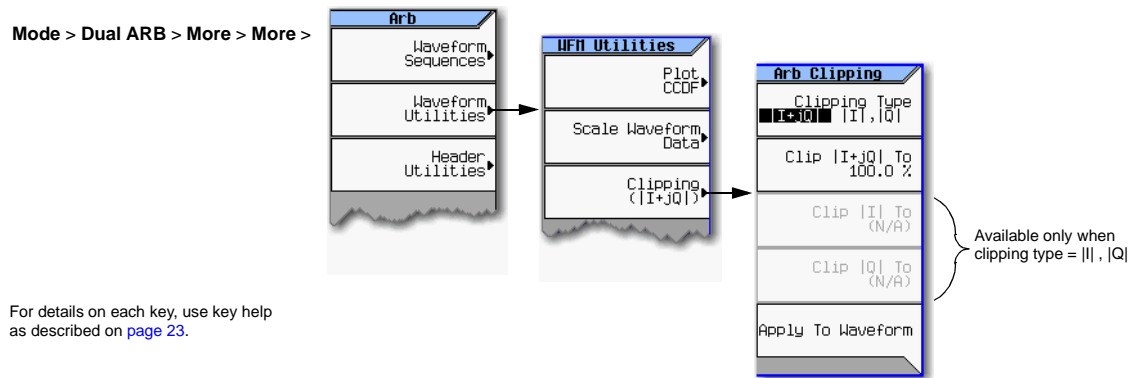 Mode > Dual ARB > More > More >
Arb
Waveform
Sequences
Waveform
Utilities
Header
Utilities
WFM Utilities
Plot
CCDF
Scale Waveform
Data
Clipping
(|I+jQ|)
Arb Clipping
Clipping Type
|I+jQ| |I|,|Q|
Clip |I+jQ| To
100.0 %
Clip |I| To
(N/A)
Clip |Q| To
(N/A)
Apply To Waveform
Available only when
clipping type = |I| , |Q|
For details on each key, use key help
as described on page 23.